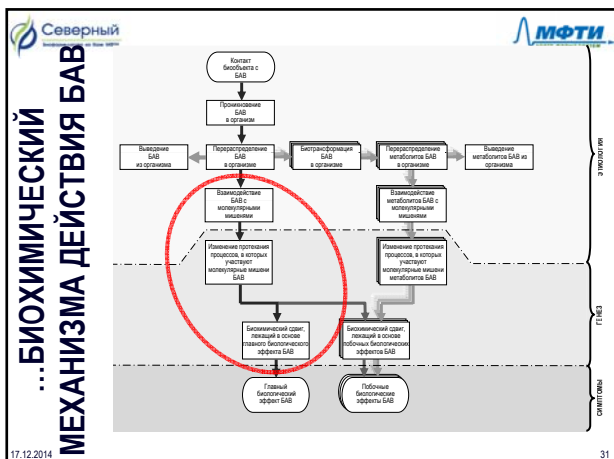 Северный
МФТИ
...БИОХИМИЧЕСКИЙ
МЕХАНИЗМА ДЕЙСТВИЯ БАВ
Контакт
биообъекта с
БАВ
Проникновение
БАВ
в организм
Выведение
БАВ
из организма
Перераспределение
БАВ
в организме
Биотрансформация
БАВ
в организме
Перераспределение
метаболитов БАВ
в организме
Выведение
метаболитов БАВ из
организма
Взаимодействие
БАВ с
молекулярными
мишенями
Взаимодействие
метаболитов БАВ с
молекулярными
мишенями
Изменение протекания
процессов, в которых
участвуют
молекулярные мишени
БАВ
Изменение протекания
процессов, в которых
участвуют
молекулярные мишени
метаболитов БАВ
Биохимический сдвиг,
лежащий в основе
главного биологического
эффекта БАВ
Биохимический сдвиг,
лежащий в основе
побочных биологических
эффектов БАВ
Главный
биологический
эффект БАВ
Побочные
биологические
эффекты БАВ
ЭТИОЛОГИЯ
ГЕНЕЗ
СИМПТОМЫ
17.12.2014
31